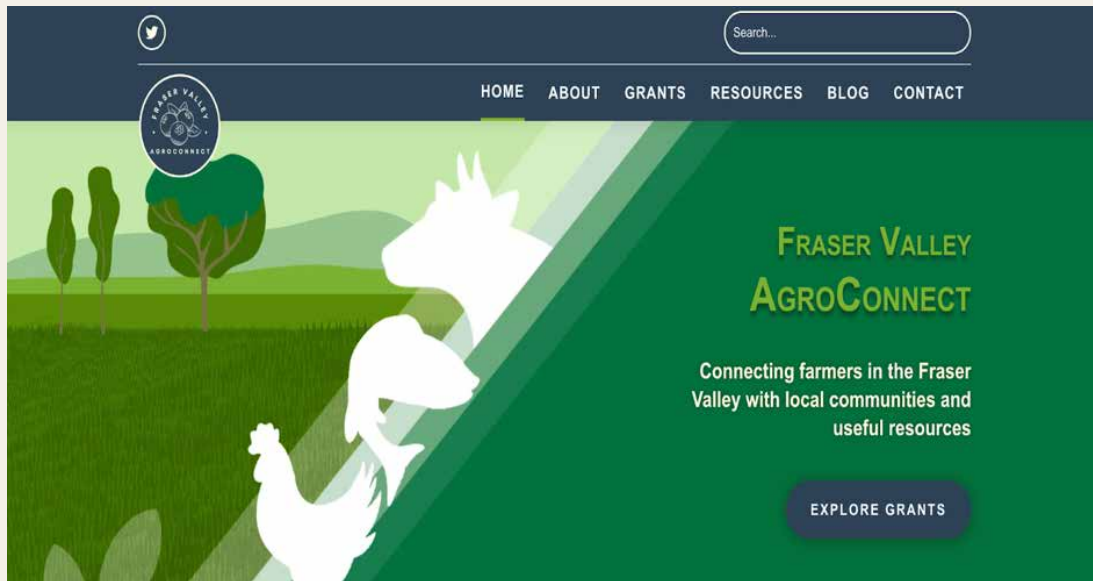 Search...
FRASER VALLEY
AGROCONNECT
HOME ABOUT GRANTS RESOURCES BLOG CONTACT
FRASER VALLEY
AGROCONNECT
Connecting farmers in the Fraser
Valley with local communities and
useful resources
EXPLORE GRANTS